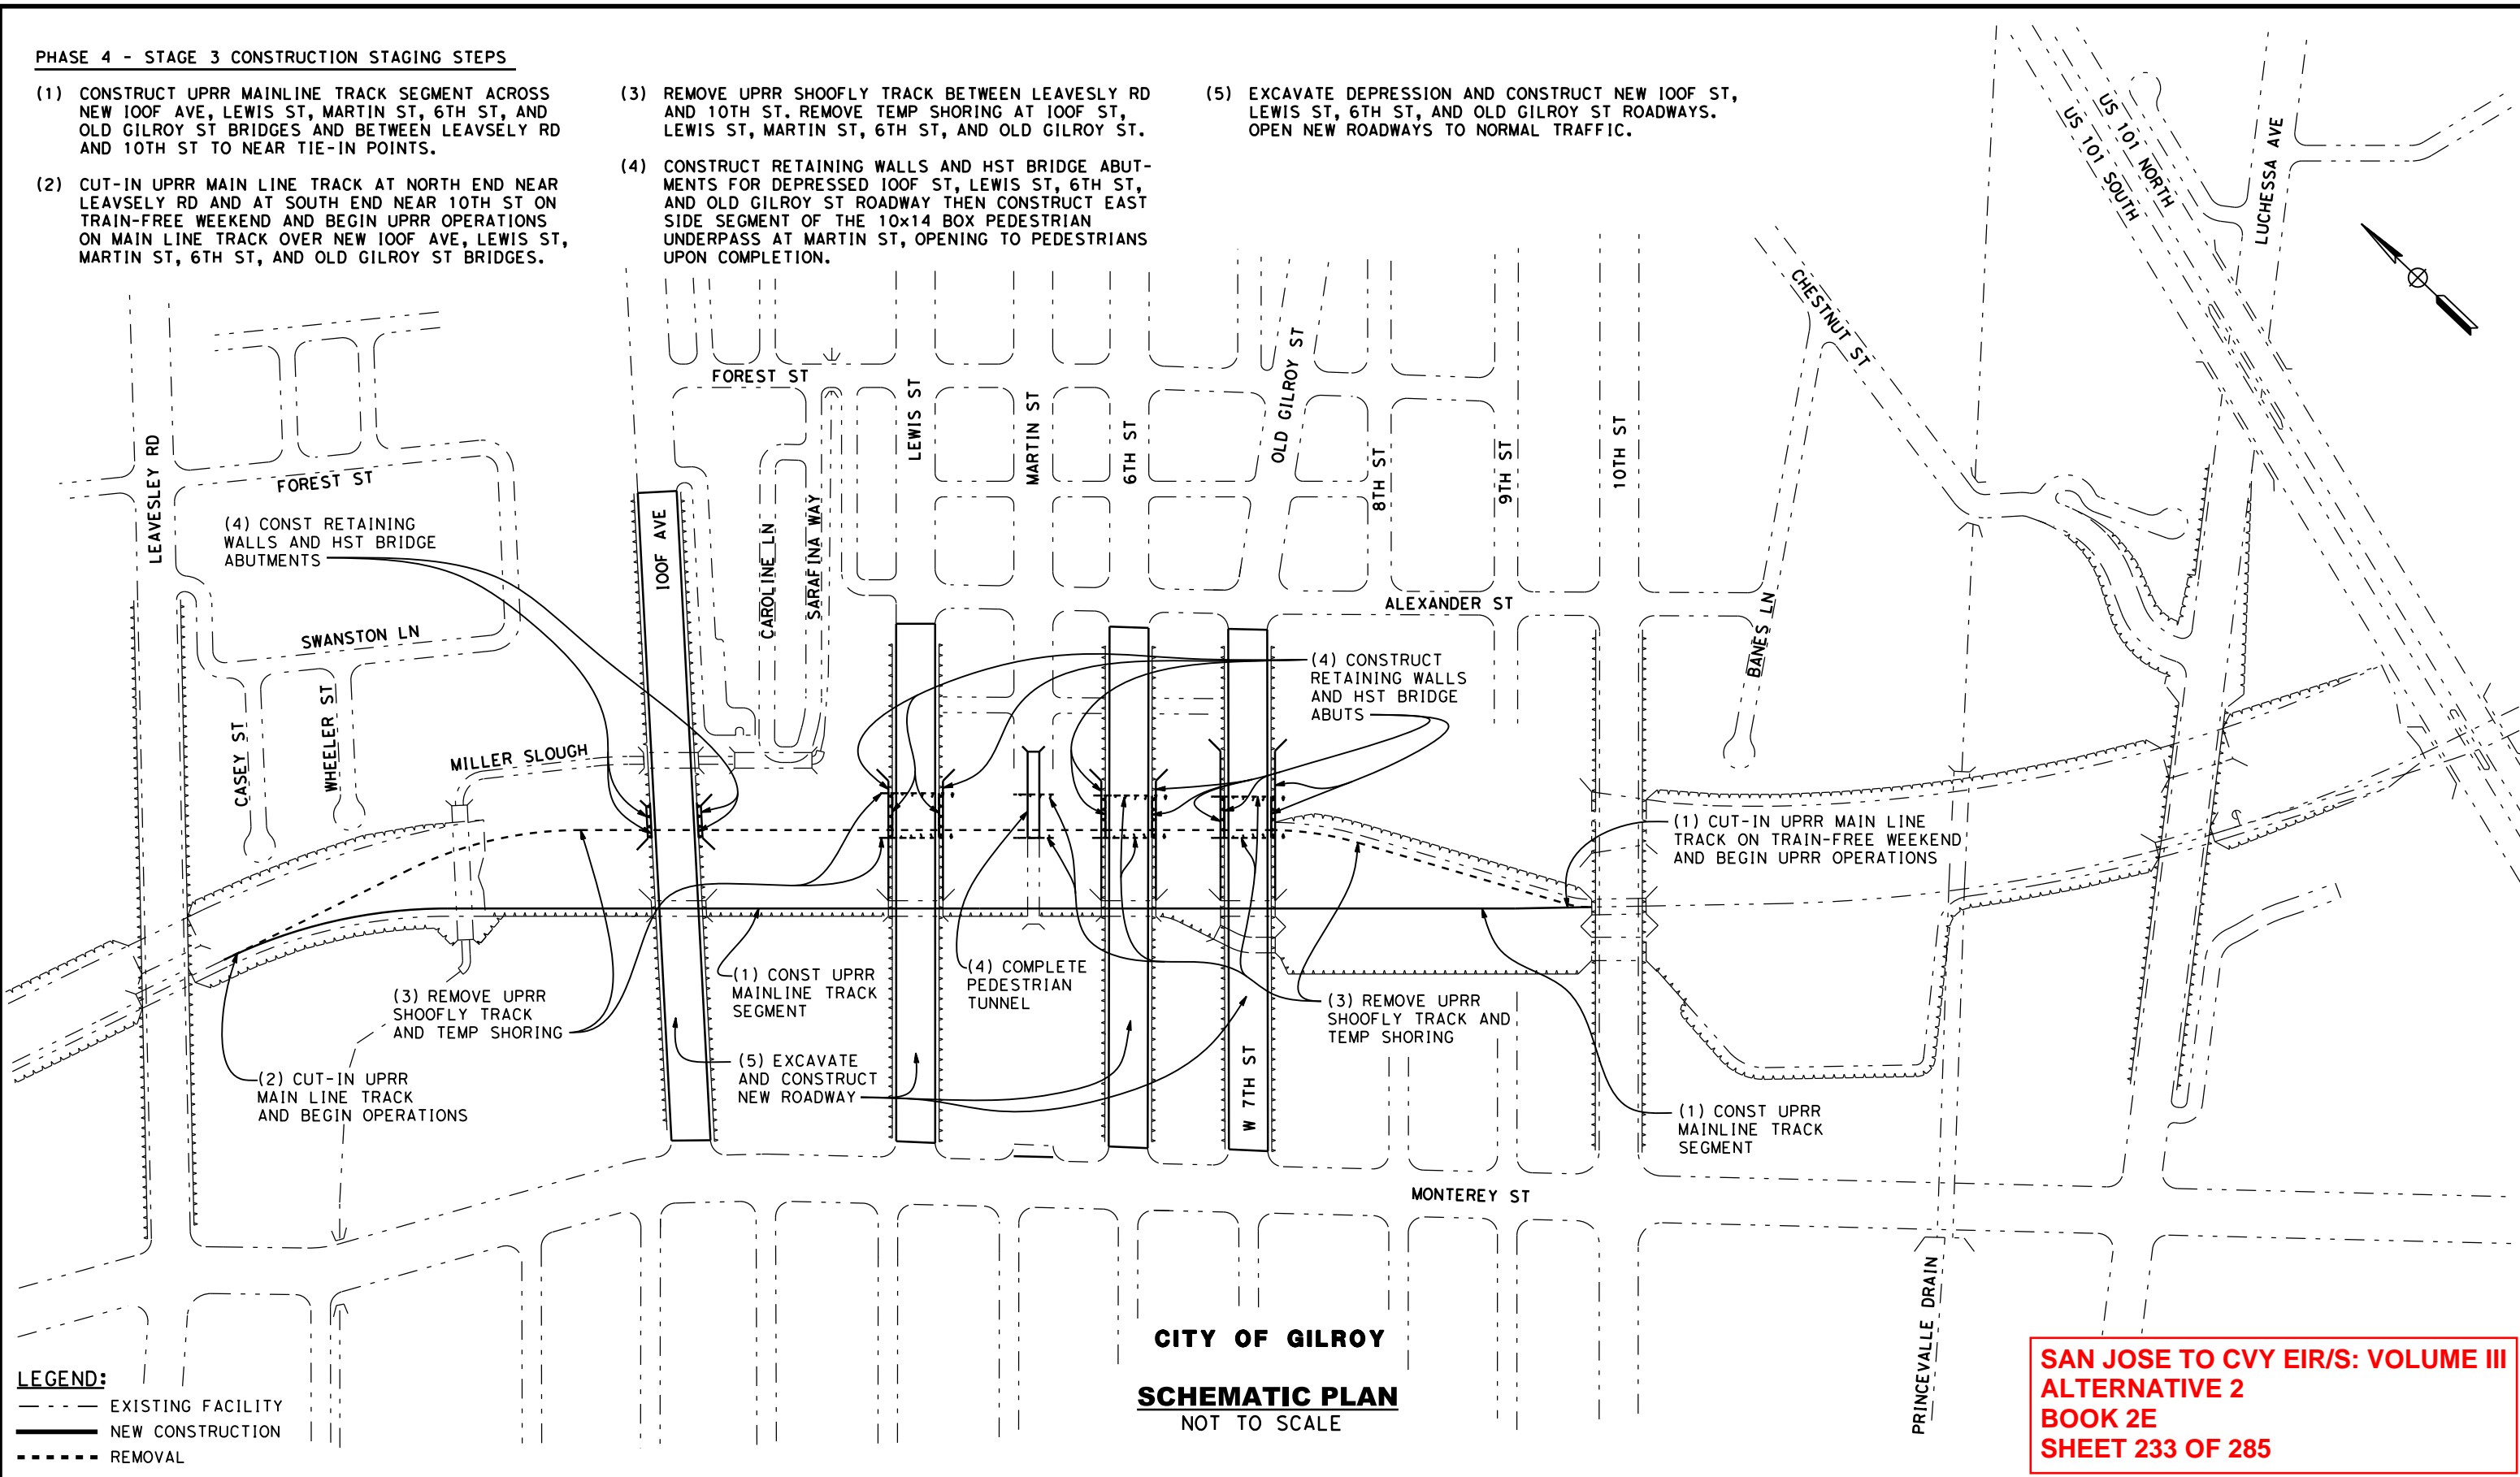 PHASE 4 - STAGE 3 CONSTRUCTION STAGING STEPS
(1) CONSTRUCT UPRR MAINLINE TRACK SEGMENT ACROSS
NEW IOOF AVE, LEWIS ST, MARTIN ST, 6TH ST, AND
OLD GILROY ST BRIDGES AND BETWEEN LEAVSELY RD
AND 10TH ST TO NEAR TIE-IN POINTS.
(2) CUT-IN UPRR MAIN LINE TRACK AT NORTH END NEAR
LEAVSELY RD AND AT SOUTH END NEAR 10TH ST ON
TRAIN-FREE WEEKEND AND BEGIN UPRR OPERATIONS
ON MAIN LINE TRACK OVER NEW IOOF AVE, LEWIS ST,
MARTIN ST, 6TH ST, AND OLD GILROY ST BRIDGES.
(3) REMOVE UPRR SHOOFLY TRACK BETWEEN LEAVESLY RD
AND 10TH ST. REMOVE TEMP SHORING AT IOOF ST,
LEWIS ST, MARTIN ST, 6TH ST, AND OLD GILROY ST.
(4) CONSTRUCT RETAINING WALLS AND HST BRIDGE ABUT-
MENTS FOR DEPRESSED IOOF ST, LEWIS ST, 6TH ST,
AND OLD GILROY ST ROADWAY THEN CONSTRUCT EAST
SIDE SEGMENT OF THE 10x14 BOX PEDESTRIAN
UNDERPASS AT MARTIN ST, OPENING TO PEDESTRIANS
UPON COMPLETION.
(5) EXCAVATE DEPRESSION AND CONSTRUCT NEW IOOF ST,
LEWIS ST, 6TH ST, AND OLD GILROY ST ROADWAYS.
OPEN NEW ROADWAYS TO NORMAL TRAFFIC.
US 101 NORTH
US 101 SOUTH
LUCHESSA AVE
CHESTNUT ST
FOREST ST
LEWIS ST
MARTIN ST
6TH ST
OLD GILROY ST
8TH ST
9TH ST
10TH ST
LEAVESLEY RD
FOREST ST
(4) CONST RETAINING
WALLS AND HST BRIDGE
ABUTMENTS
IOOF AVE
CAROLINE LN
SARAFINA WAY
ALEXANDER ST
BANES LN
SWANSTON LN
CASEY ST
WHEELER ST
MILLER SLOUGH
(4) CONSTRUCT
RETAINING WALLS
AND HST BRIDGE
ABUTS
(1) CUT-IN UPRR MAIN LINE
TRACK ON TRAIN-FREE WEEKEND
AND BEGIN UPRR OPERATIONS
(3) REMOVE UPRR
SHOOFLY TRACK
AND TEMP SHORING
(1) CONST UPRR
MAINLINE TRACK
SEGMENT
(4) COMPLETE
PEDESTRIAN
TUNNEL
(3) REMOVE UPRR
SHOOFLY TRACK AND
TEMP SHORING
(2) CUT-IN UPRR
MAIN LINE TRACK
AND BEGIN OPERATIONS
(5) EXCAVATE
AND CONSTRUCT
NEW ROADWAY
W 7TH ST
(1) CONST UPRR
MAINLINE TRACK
SEGMENT
MONTEREY ST
PRINCEVALLE DRAIN
CITY OF GILROY
SCHEMATIC PLAN
NOT TO SCALE
LEGEND:
EXISTING FACILITY
NEW CONSTRUCTION
REMOVAL
SAN JOSE TO CVY EIR/S: VOLUME III
ALTERNATIVE 2
BOOK 2E
SHEET 233 OF 285